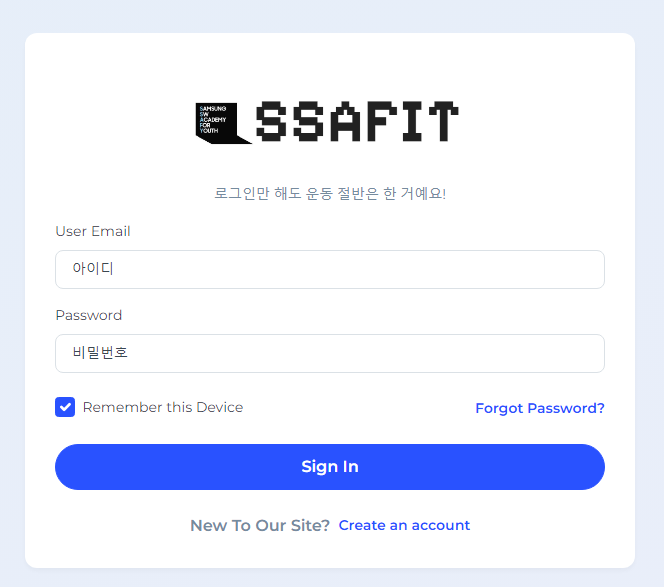 SAMSUNG
SW
ACADEMY
FOR
YOUTH
SSAFIT
로그인만 해도 운동 절반은 한 거예요!
User Email
아이디
Password
비밀번호
Remember this Device
Forgot Password?
Sign In
New To Our Site? Create an account